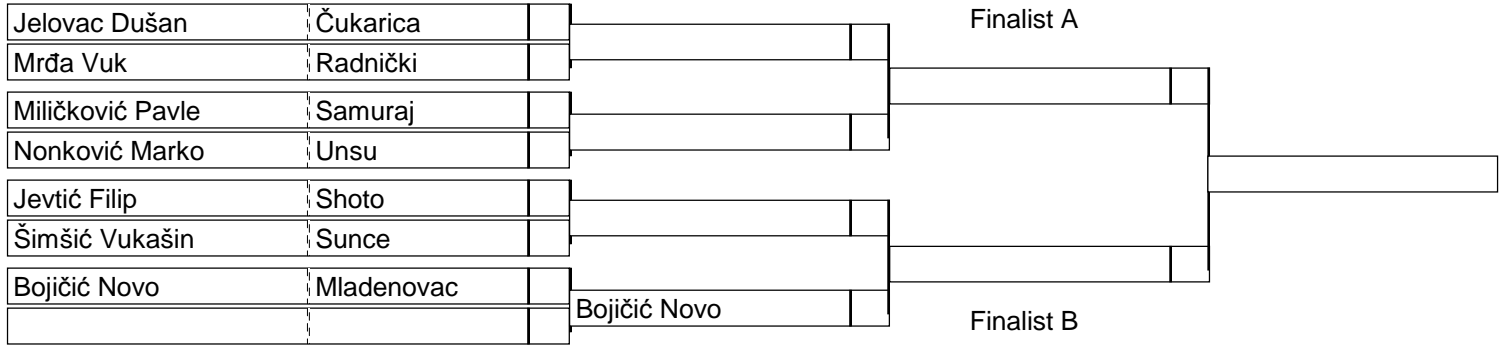 Jelovac Dušan Čukarica
Finalist A
Mrđa Vuk Radnički
Miličković Pavle Samuraj
Nonković Marko Unsu
Jevtić Filip Shoto
Šimšić Vukašin Sunce
Bojičić Novo Mladenovac
Bojičić Novo
Finalist B